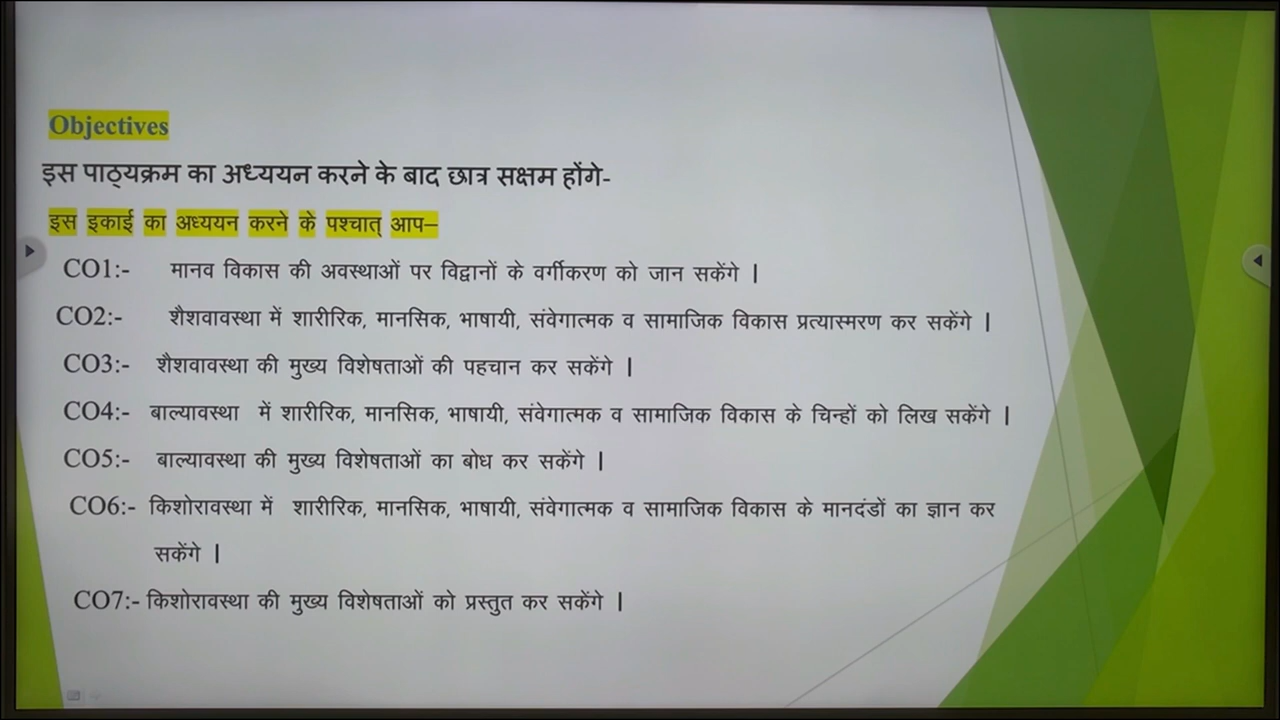 Objectives
इस पाठ्यक्रम का अध्ययन करने के बाद छात्र सक्षम होंगे-
इस इकाई का अध्ययन करने के पश्चात् आप–
CO1:- मानव विकास की अवस्थाओं पर विद्वानों के वर्गीकरण को जान सकेंगे |
CO2:- शैशवावस्था में शारीरिक, मानसिक, भाषायी, संवेगात्मक व सामाजिक विकास प्रत्यास्मरण कर सकेंगे |
CO3:- शैशवावस्था की मुख्य विशेषताओं की पहचान कर सकेंगे |
CO4:- बाल्यावस्था में शारीरिक, मानसिक, भाषायी, संवेगात्मक व सामाजिक विकास के चिन्हों को लिख सकेंगे |
CO5:- बाल्यावस्था की मुख्य विशेषताओं का बोध कर सकेंगे |
CO6:- किशोरावस्था में शारीरिक, मानसिक, भाषायी, संवेगात्मक व सामाजिक विकास के मानदंडों का ज्ञान कर
सकेंगे |
CO7:- किशोरावस्था की मुख्य विशेषताओं को प्रस्तुत कर सकेंगे |